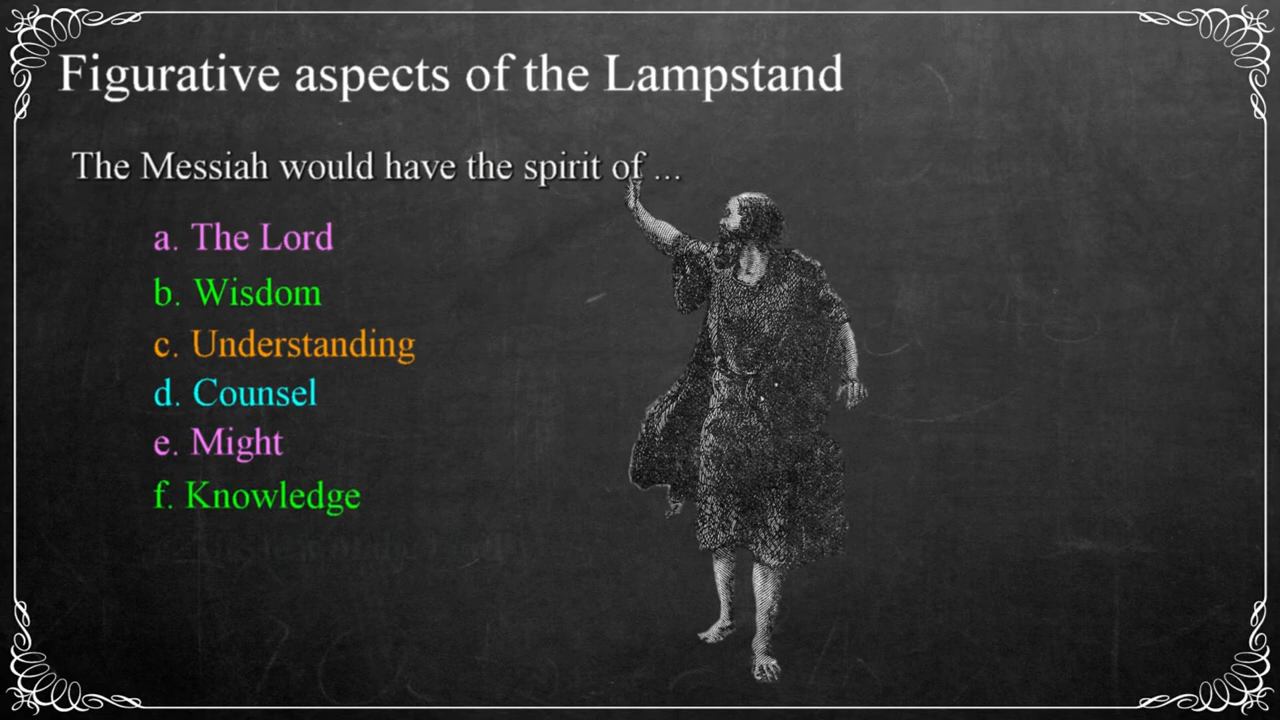 Figurative aspects of the Lampstand
The Messiah would have the spirit of ...
a. The Lord
b. Wisdom
c. Understanding
d. Counsel
e. Might
f. Knowledge